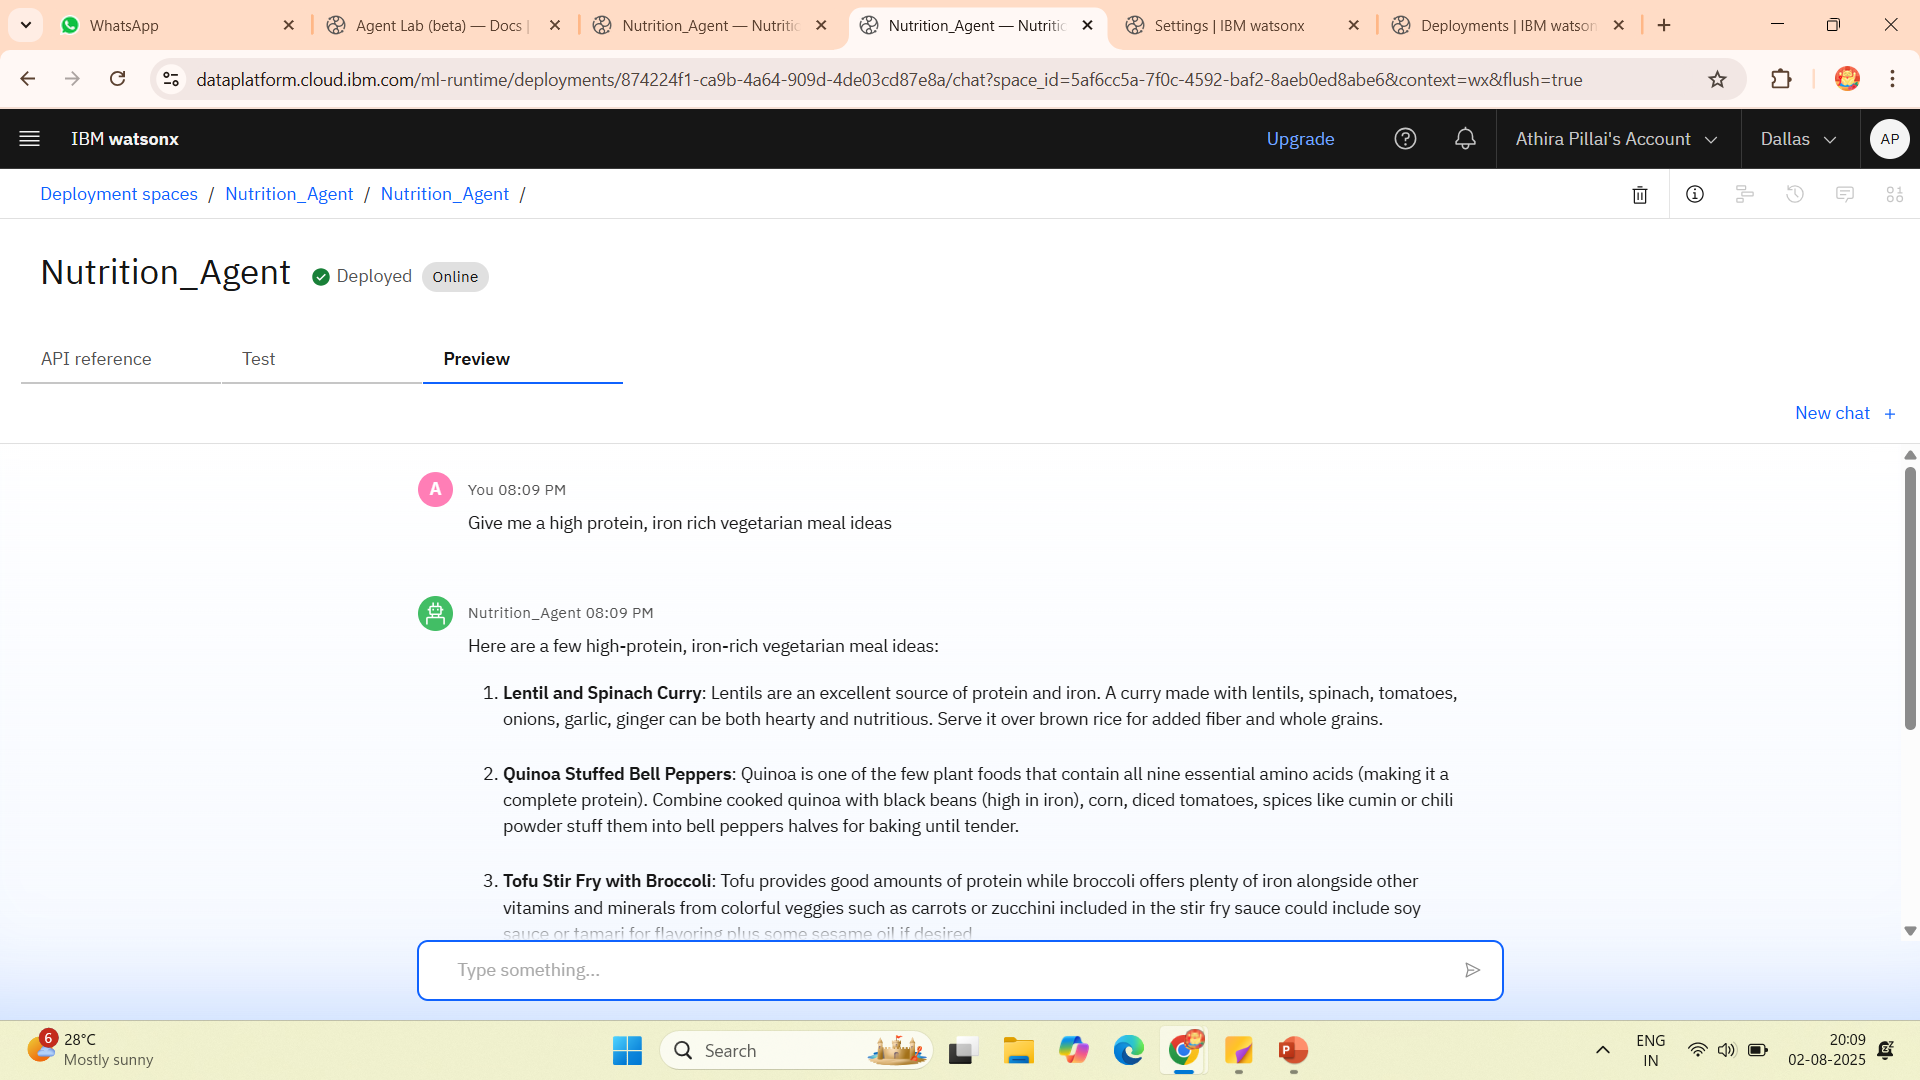 WhatsApp
Agent Lab (beta) — Docs |
Nutrition_Agent — Nutritic
Nutrition_Agent — Nutritic
Settings | IBM watsonx
Deployments | IBM watson
dataplatform.cloud.ibm.com/ml-runtime/deployments/874224f1-ca9b-4a64-909d-4de03cd87e8a/chat?space_id=5af6cc5a-7f0c-4592-baf2-8aeb0ed8abe6&context=wx&flush=true
IBM watsonx
Upgrade
Athira Pillai's Account
Dallas
AP
Deployment spaces / Nutrition_Agent / Nutrition_Agent /
Nutrition_Agent
Deployed
Online
API reference
Test
Preview
New chat +
A
You 08:09 PM
Give me a high protein, iron rich vegetarian meal ideas
Nutrition_Agent 08:09 PM
Here are a few high-protein, iron-rich vegetarian meal ideas:
1. Lentil and Spinach Curry: Lentils are an excellent source of protein and iron. A curry made with lentils, spinach, tomatoes,
onions, garlic, ginger can be both hearty and nutritious. Serve it over brown rice for added fiber and whole grains.
2. Quinoa Stuffed Bell Peppers: Quinoa is one of the few plant foods that contain all nine essential amino acids (making it a
complete protein). Combine cooked quinoa with black beans (high in iron), corn, diced tomatoes, spices like cumin or chili
powder stuff them into bell peppers halves for baking until tender.
3. Tofu Stir Fry with Broccoli: Tofu provides good amounts of protein while broccoli offers plenty of iron alongside other
vitamins and minerals from colorful veggies such as carrots or zucchini included in the stir fry sauce could include soy
sauce or tamari for flavoring plus some sesame oil if desired
Type something...
6
28°C
Mostly sunny
Search
ENG
IN
20:09
02-08-2025